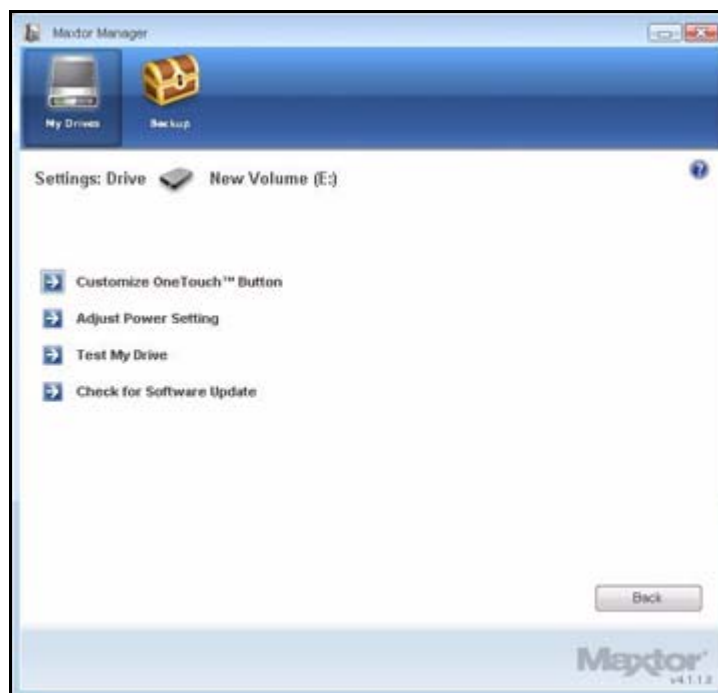 Maxtor Manager
My Drives
Backup
Settings: Drive New Volume (E:)
Customize OneTouch™ Button
Adjust Power Setting
Test My Drive
Check for Software Update
Back
Maxtor